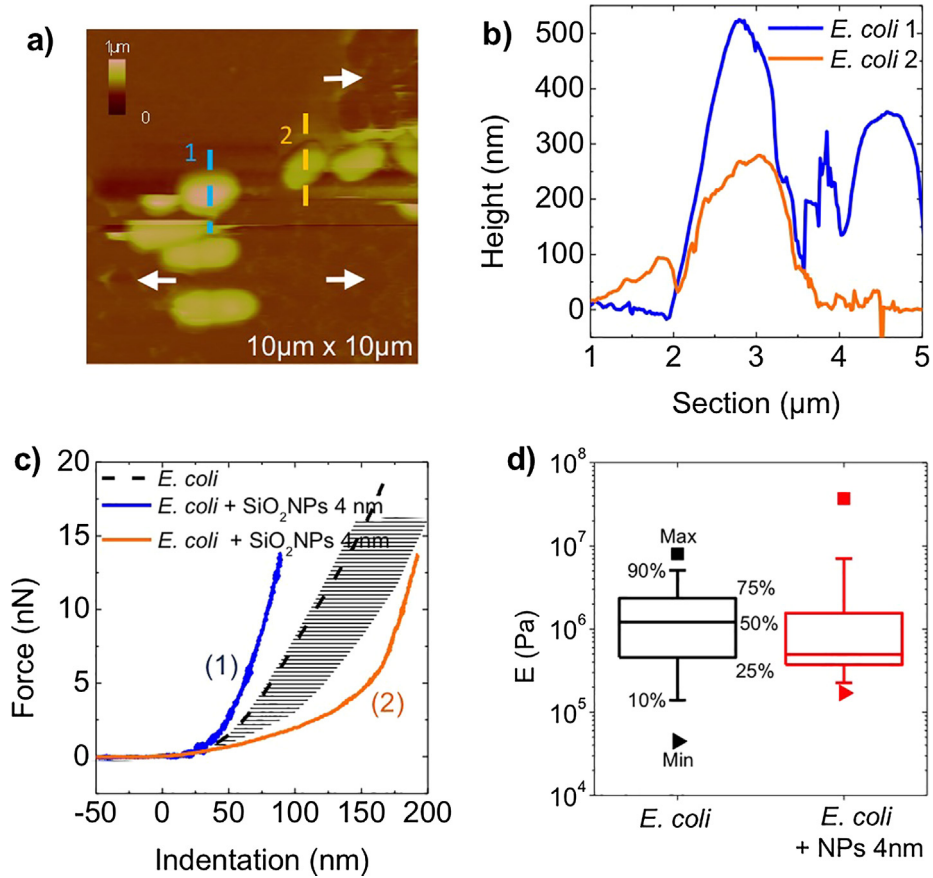 a)
1µm
0
1
2
10µm x 10µm
b)
E. coli 1
E. coli 2
500
400
300
200
100
0
Height (nm)
1
2
3
4
5
Section (µm)
c)
E. coli
E. coli + SiO2NPs 4 nm
E. coli + SiO2NPs 4nm
20
15
10
5
0
Force (nN)
(1)
(2)
-50
0
50
100
150
200
Indentation (nm)
d)
10^8
10^7
10^6
10^5
10^4
E (Pa)
Max
90%
75%
50%
25%
10%
Min
E. coli
E. coli
+ NPs 4nm